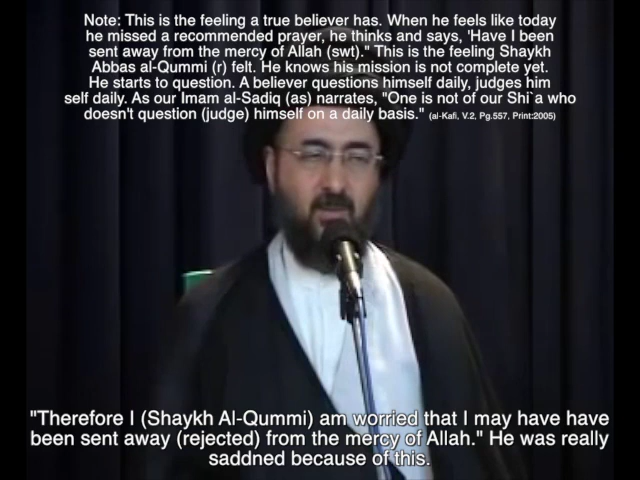 Note: This is the feeling a true believer has. When he feels like today
he missed a recommended prayer, he thinks and says, 'Have I been
sent away from the mercy of Allah (swt)." This is the feeling Shaykh
Abbas al-Qummi (r) felt. He knows his mission is not complete yet.
He starts to question. A believer questions himself daily, judges him
self daily. As our Imam al-Sadiq (as) narrates, "One is not of our Shi`a who
doesn't question (judge) himself on a daily basis." (al-Kafi, V.2, Pg.557, Print:2005)
"Therefore I (Shaykh Al-Qummi) am worried that I may have have
been sent away (rejected) from the mercy of Allah." He was really
saddned because of this.